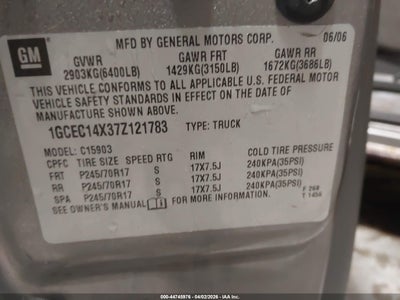 GM
MFD BY GENERAL MOTORS CORP. 06/06
GVWR GAWR FRT GAWR RR
2903KG(6400LB) 1429KG(3150LB) 1672KG(3686LB)
THIS VEHICLE CONFORMS TO ALL APPLICABLE U.S. FEDERAL MOTOR
VEHICLE SAFETY STANDARDS IN EFFECT ON THE DATE OF
MANUFACTURE SHOWN ABOVE.
1GCEC14X37Z121783 TYPE: TRUCK
MODEL: C15903
CPFC TIRE SIZE SPEED RTG RIM COLD TIRE PRESSURE
FRT P245/70R17 S 17X7.5J 240KPA(35PSI)
RR P245/70R17 S 17X7.5J 240KPA(35PSI)
SPA P245/70R17 S 17X7.5J 240KPA(35PSI)
SEE OWNER'S MANUAL FOR MORE INFORMATION. F 268
T 1456
000-44748976 - 04/02/2026 - IAA Inc.